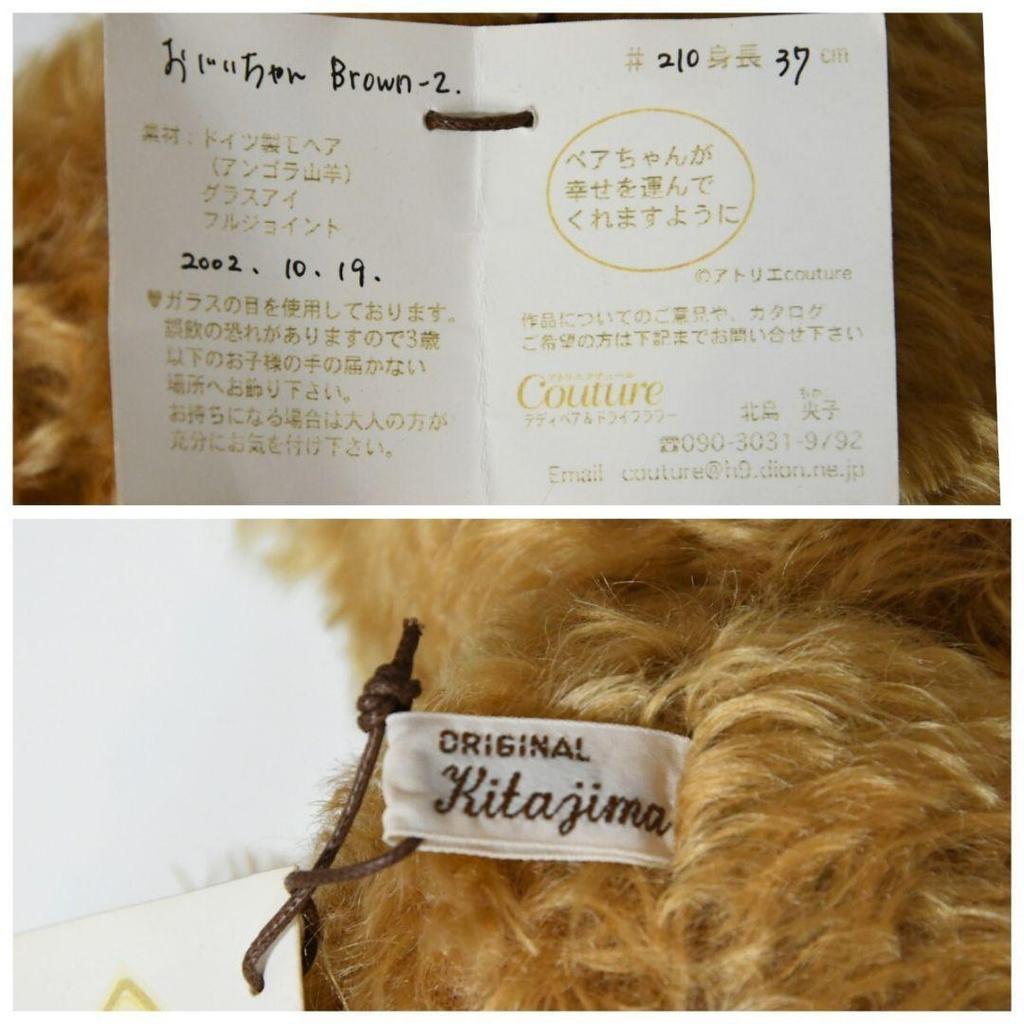 おじいちゃん Brown-2.
素材：ドイツ製モヘア
（アンゴラ山羊）
グラスアイ
フルジョイント
2002. 10. 19.
♥ガラスの目を使用しております。
誤飲の恐れがありますので3歳
以下のお子様の手の届かない
場所へお飾り下さい。
お持ちになる場合は大人の方が
充分にお気を付け下さい。
# 210 身長 37 cm
ベアちゃんが
幸せを運んで
くれますように
©アトリエcouture
作品についてのご意見や、カタログ
ご希望の方は下記までお問い合せ下さい
アトリエクチュール
Couture
テディベア&ドライフラワー
ちか
北島 央子
☎090-3031-9792
Email couture@h9.dion.ne.jp
ORIGINAL
Kitajima